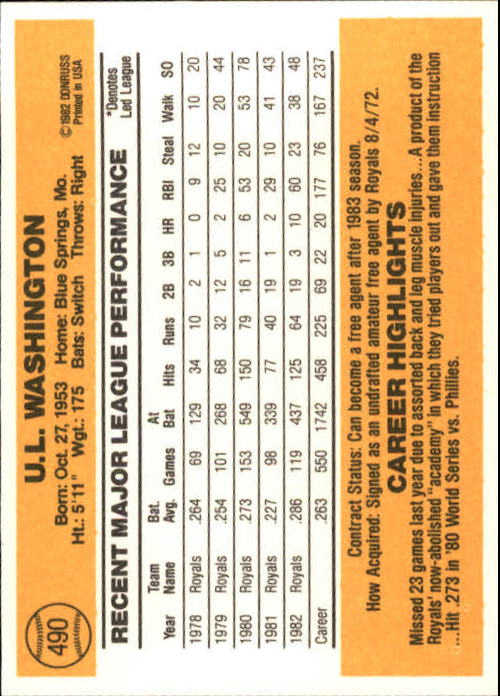 490
U.L. WASHINGTON
©1982 DONRUSS
Printed in USA
Born: Oct. 27, 1953 Home: Blue Springs, Mo.
Ht.: 5'11" Wgt.: 175 Bats: Switch Throws: Right
RECENT MAJOR LEAGUE PERFORMANCE
*Denotes
Led League
Team Bat. At
Year Name Avg. Games Bat Hits Runs 2B 3B HR RBI Steal Walk SO
1978 Royals .264 69 129 34 10 2 1 0 9 12 10 20
1979 Royals .254 101 268 68 32 12 5 2 25 10 20 44
1980 Royals .273 153 549 150 79 16 11 6 53 20 53 78
1981 Royals .227 98 339 77 40 19 1 2 29 10 41 43
1982 Royals .286 119 437 125 64 19 3 10 60 23 38 48
Career .263 550 1742 458 225 69 22 20 177 76 167 237
Contract Status: Can become a free agent after 1983 season.
How Acquired: Signed as an undrafted amateur free agent by Royals 8/4/72.
CAREER HIGHLIGHTS
Missed 23 games last year due to assorted back and leg muscle injuries...A product of the
Royals' now-abolished "academy" in which they tried players out and gave them instruction
...Hit .273 in '80 World Series vs. Phillies.